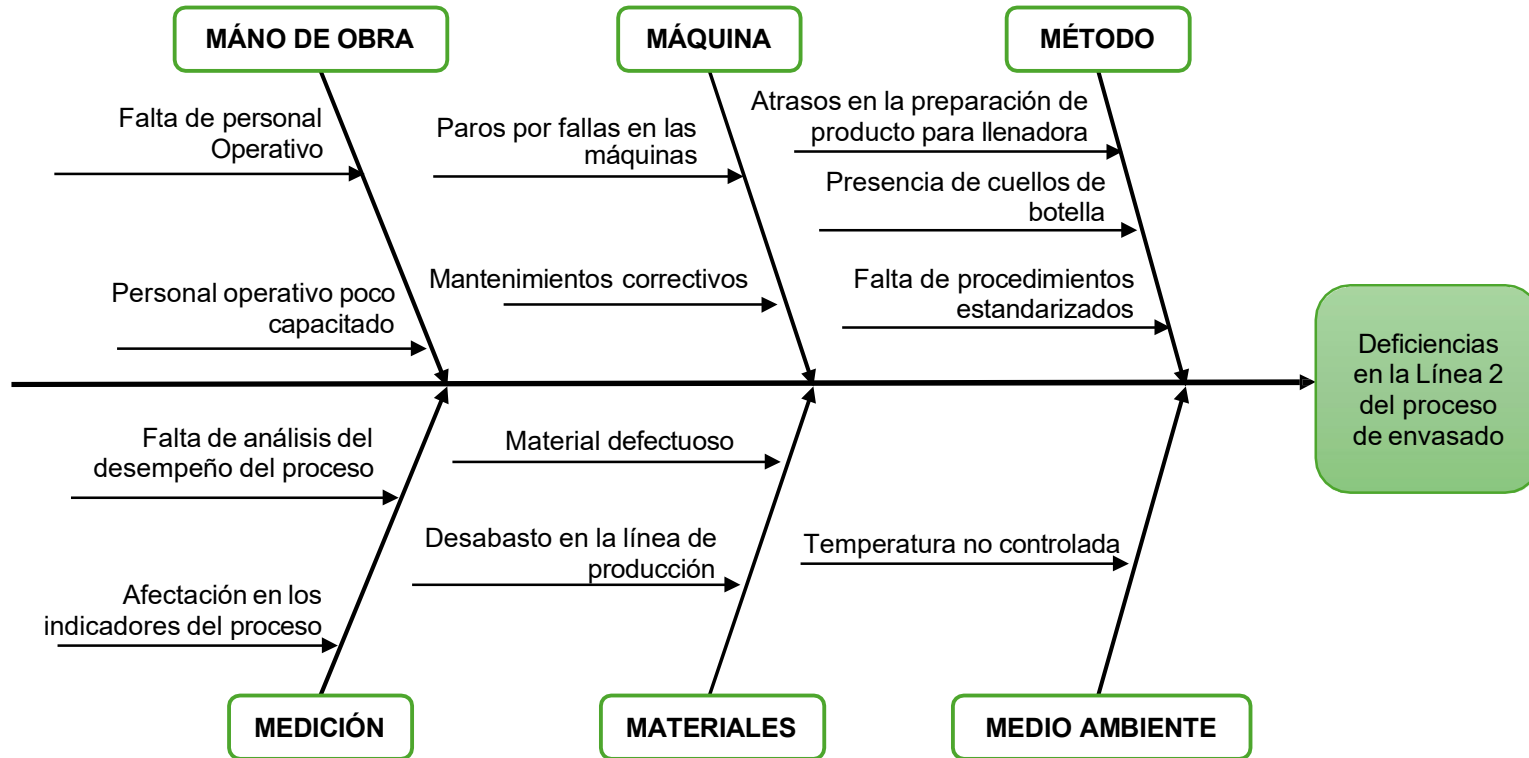 MÁNO DE OBRA
MÁQUINA
MÉTODO
Falta de personal
Operativo
Personal operativo poco
capacitado
Paros por fallas en las
máquinas
Mantenimientos correctivos
Atrasos en la preparación de
producto para llenadora
Presencia de cuellos de
botella
Falta de procedimientos
estandarizados
Deficiencias
en la Línea 2
del proceso
de envasado
Falta de análisis del
desempeño del proceso
Afectación en los
indicadores del proceso
Material defectuoso
Desabasto en la línea de
producción
Temperatura no controlada
MEDICIÓN
MATERIALES
MEDIO AMBIENTE